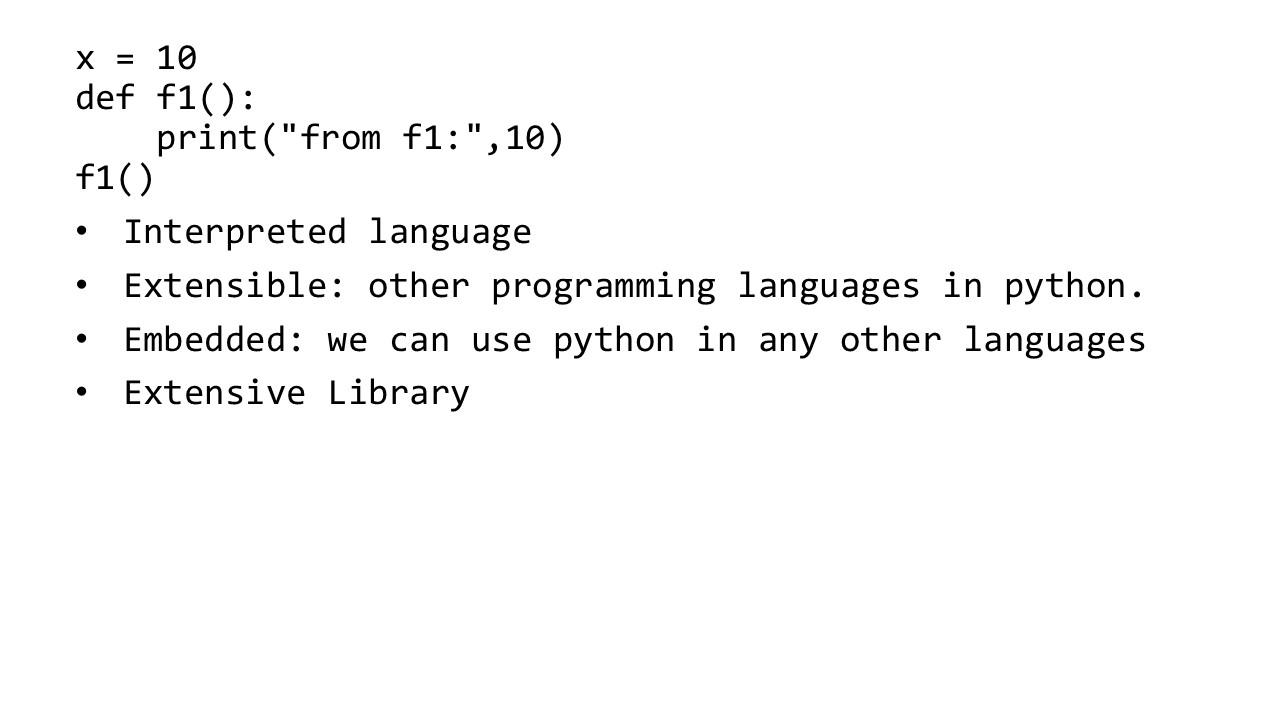 x = 10
def f1():
    print("from f1:",10)
f1()
• Interpreted language
• Extensible: other programming languages in python.
• Embedded: we can use python in any other languages
• Extensive Library